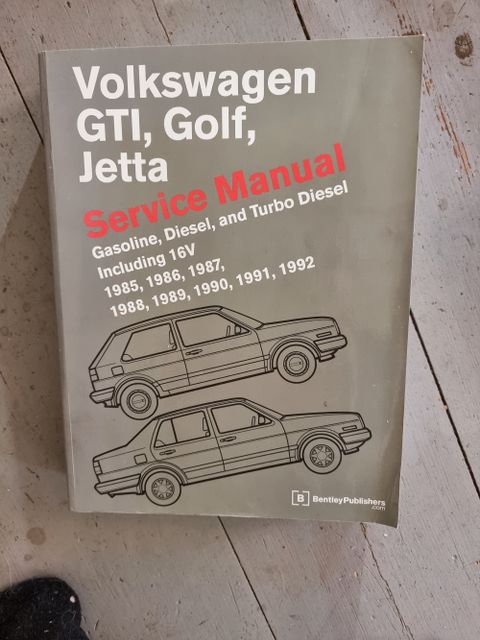 Volkswagen
GTI, Golf,
Jetta
Service Manual
Gasoline, Diesel, and Turbo Diesel
Including 16V
1985, 1986, 1987,
1988, 1989, 1990, 1991, 1992
B BentleyPublishers
.com